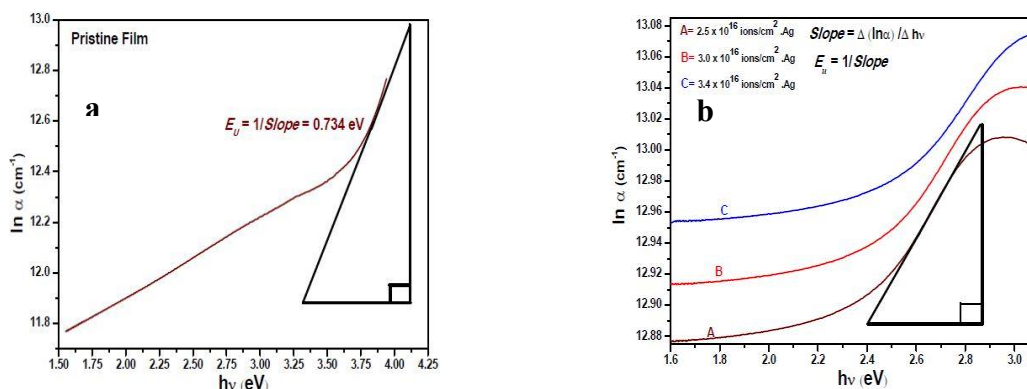 Pristine Film
a
E_U = 1/Slope = 0.734 eV
ln α (cm⁻¹)
13.0
12.8
12.6
12.4
12.2
12.0
11.8
1.50 1.75 2.00 2.25 2.50 2.75 3.00 3.25 3.50 3.75 4.00 4.25
hν (eV)
A= 2.5 x 10¹⁶ ions/cm² .Ag
B= 3.0 x 10¹⁶ ions/cm² .Ag
C= 3.4 x 10¹⁶ ions/cm² .Ag
Slope = Δ (lnα) / Δ hν
E_u = 1/Slope
b
C
B
A
ln α (cm⁻¹)
13.08
13.06
13.04
13.02
13.00
12.98
12.96
12.94
12.92
12.90
12.88
1.6 1.8 2.0 2.2 2.4 2.6 2.8 3.0
hν (eV)